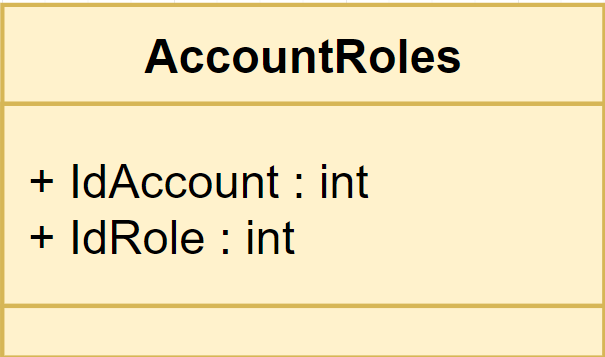 AccountRoles
+ IdAccount : int
+ IdRole : int